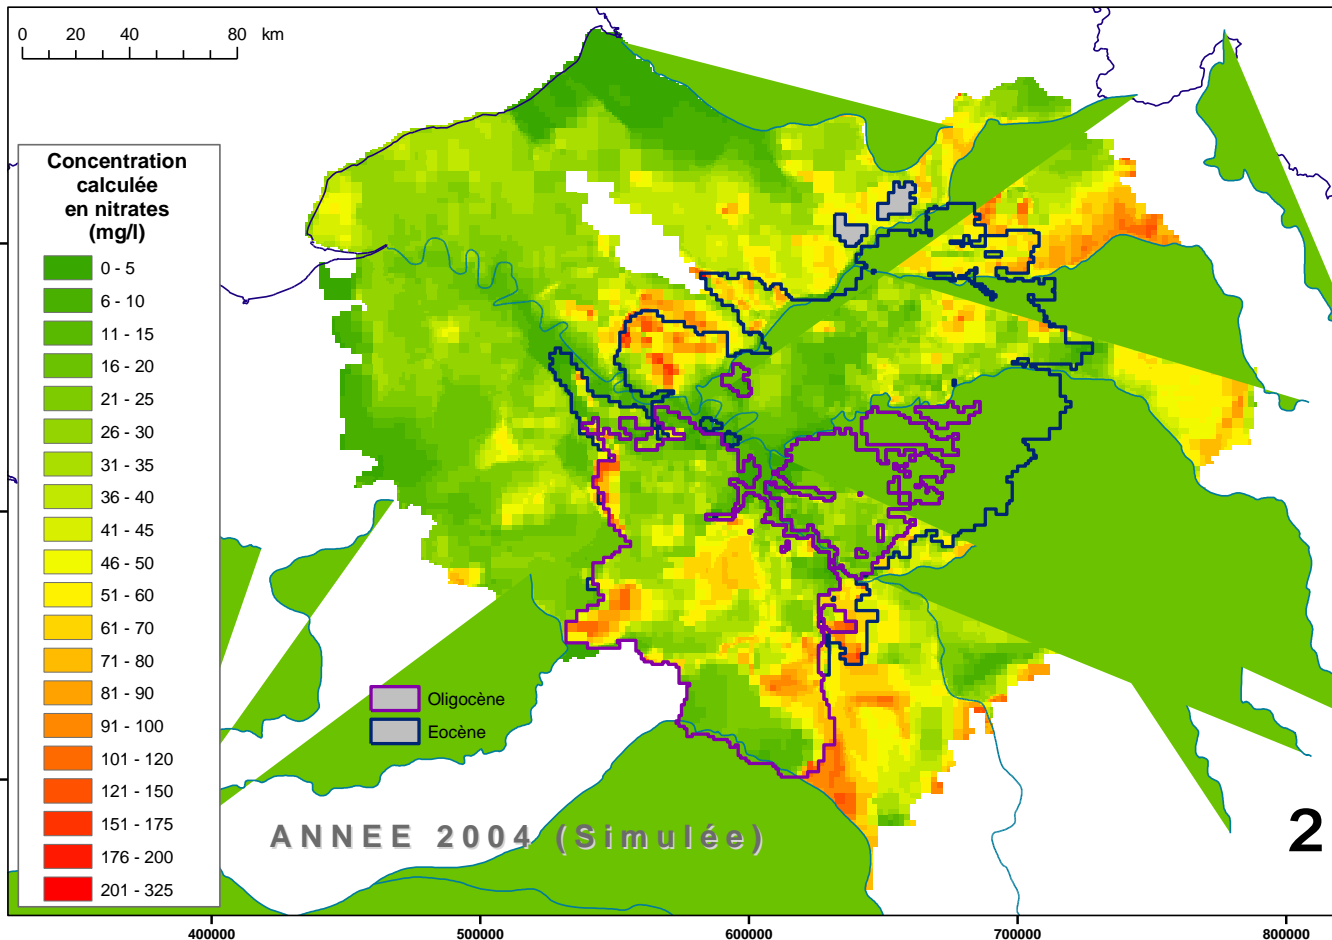 0 20 40 80 km
Concentration
calculée
en nitrates
(mg/l)
0 - 5
6 - 10
11 - 15
16 - 20
21 - 25
26 - 30
31 - 35
36 - 40
41 - 45
46 - 50
51 - 60
61 - 70
71 - 80
81 - 90
91 - 100
101 - 120
121 - 150
151 - 175
176 - 200
201 - 325
Oligocène
Eocène
ANNEE 2004 (Simulée)
2
400000 500000 600000 700000 800000